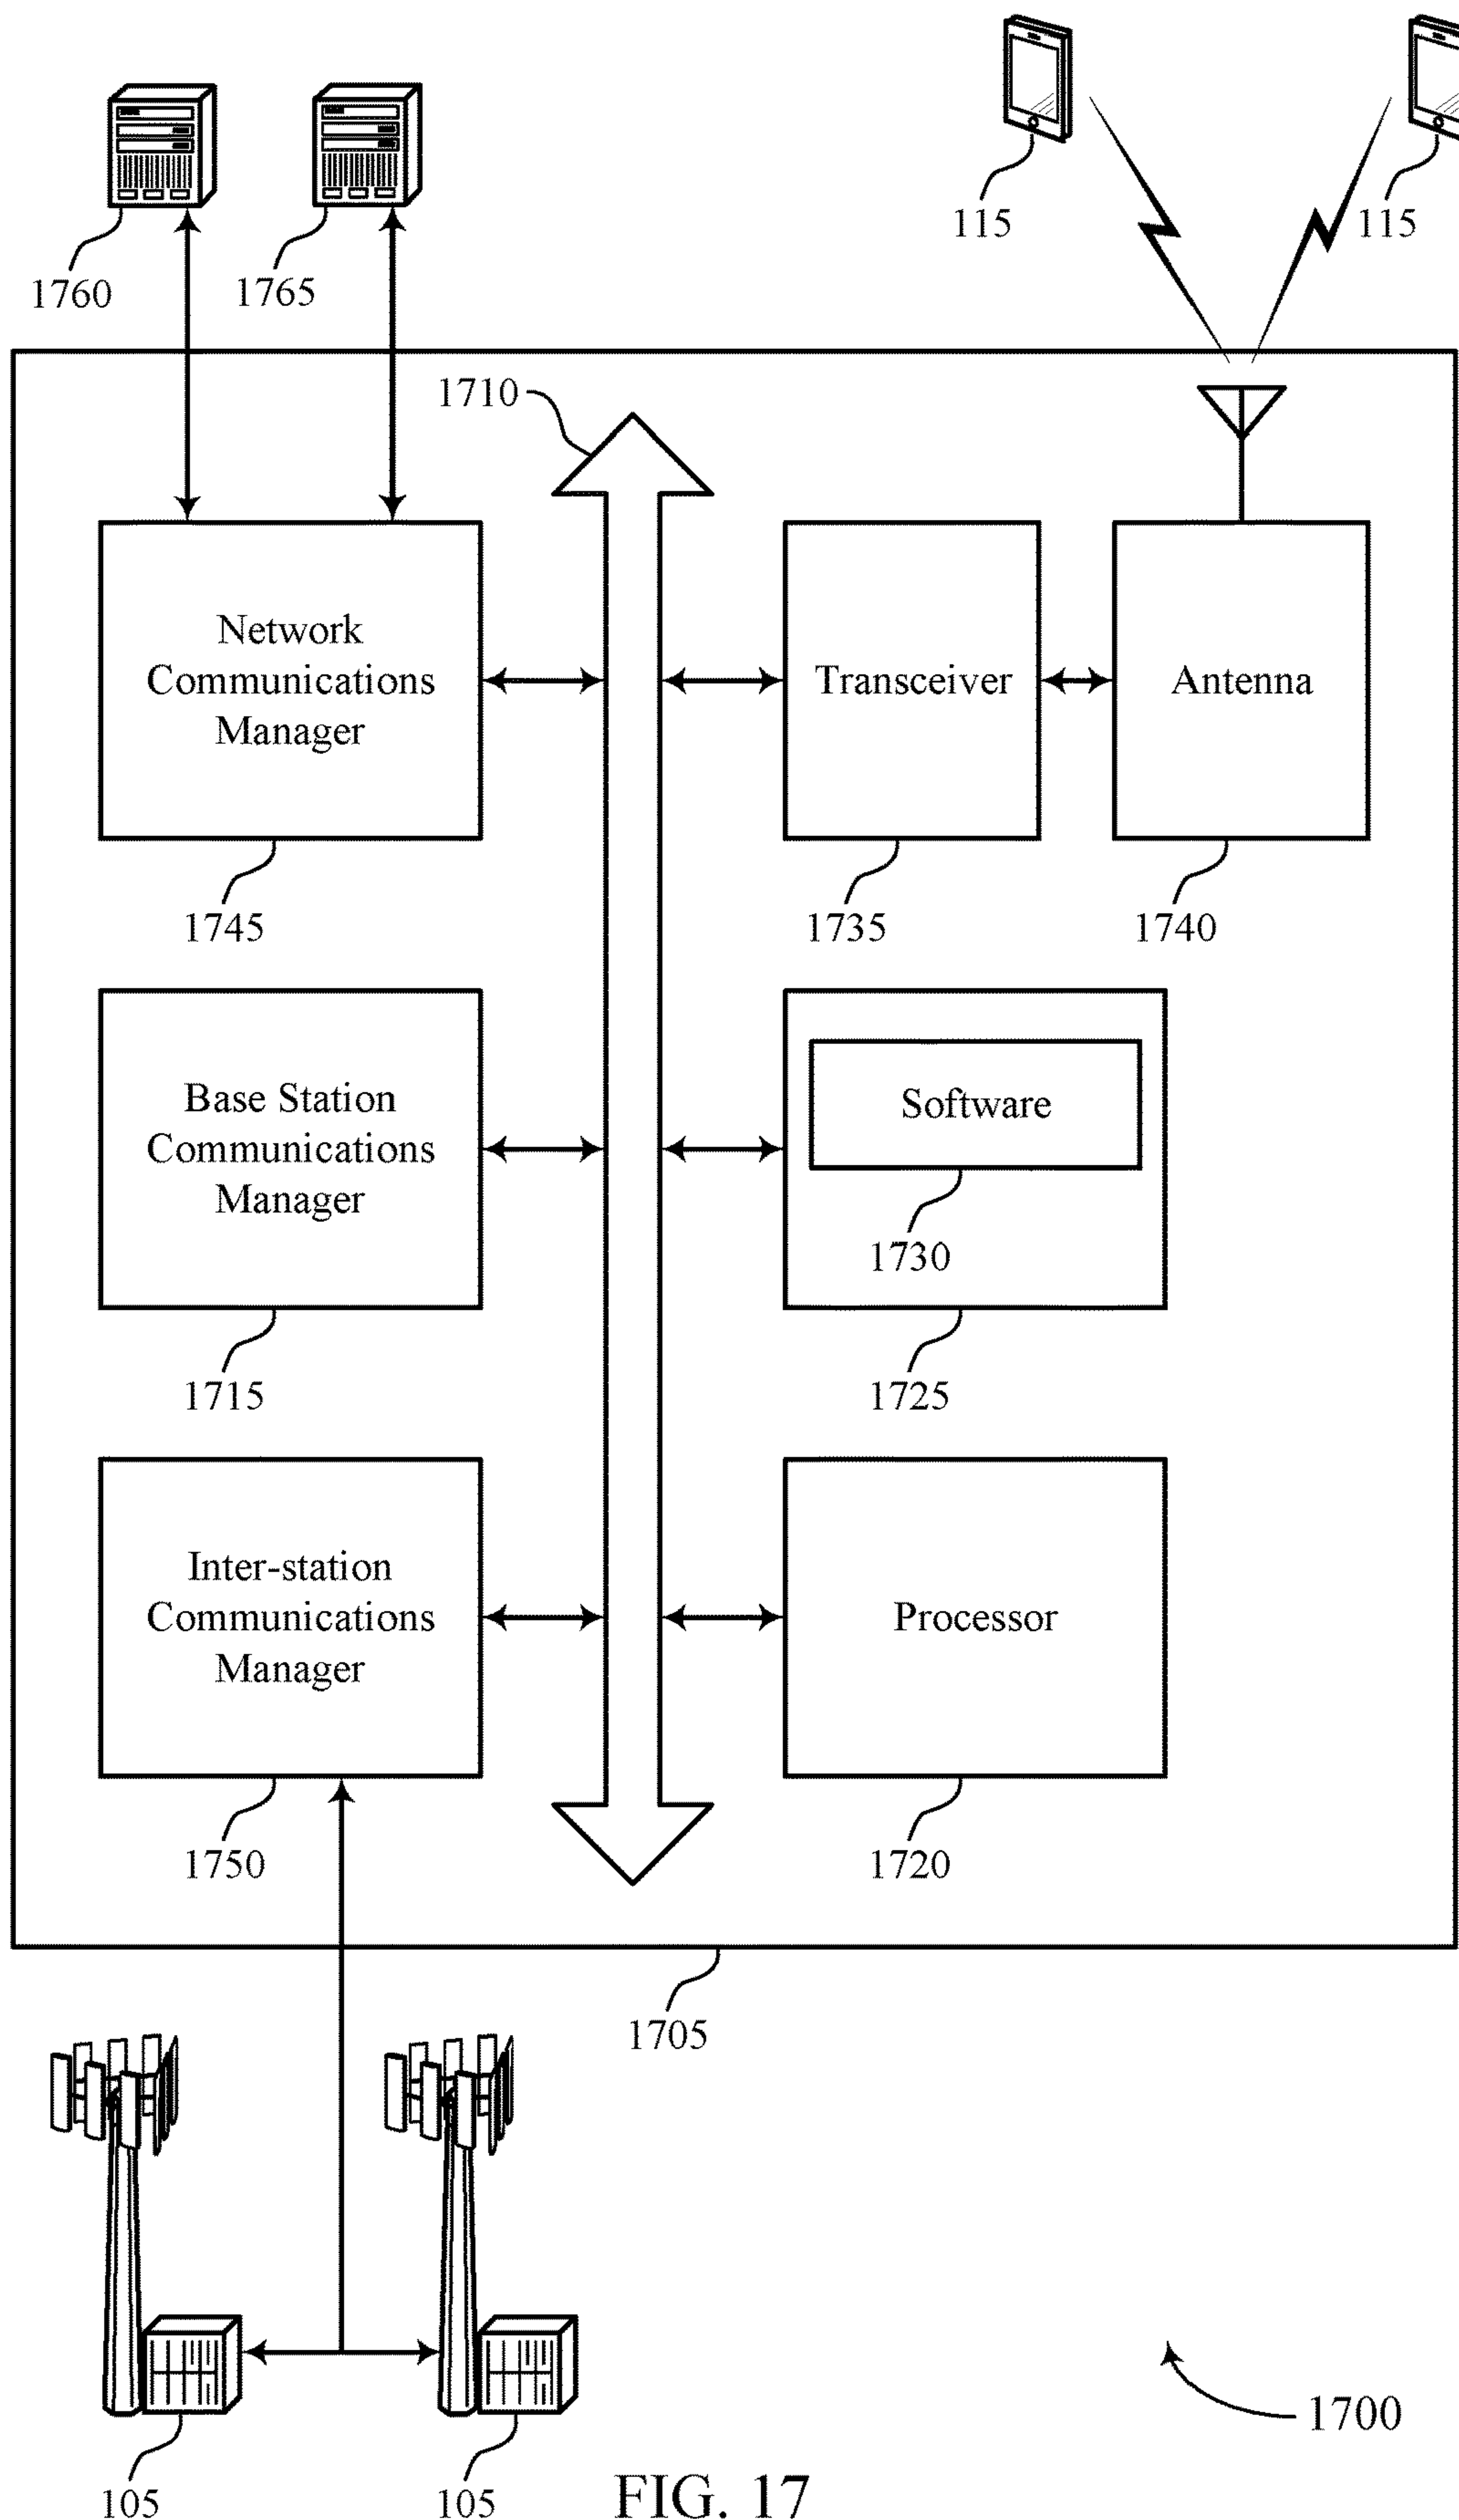 115
115
1760
1765
1710
Network
Communications
Manager
Transceiver
Antenna
1745
1735
1740
Base Station
Communications
Manager
Software
1730
1715
1725
Inter-station
Communications
Manager
Processor
1750
1720
1705
1700
105
105
FIG. 17